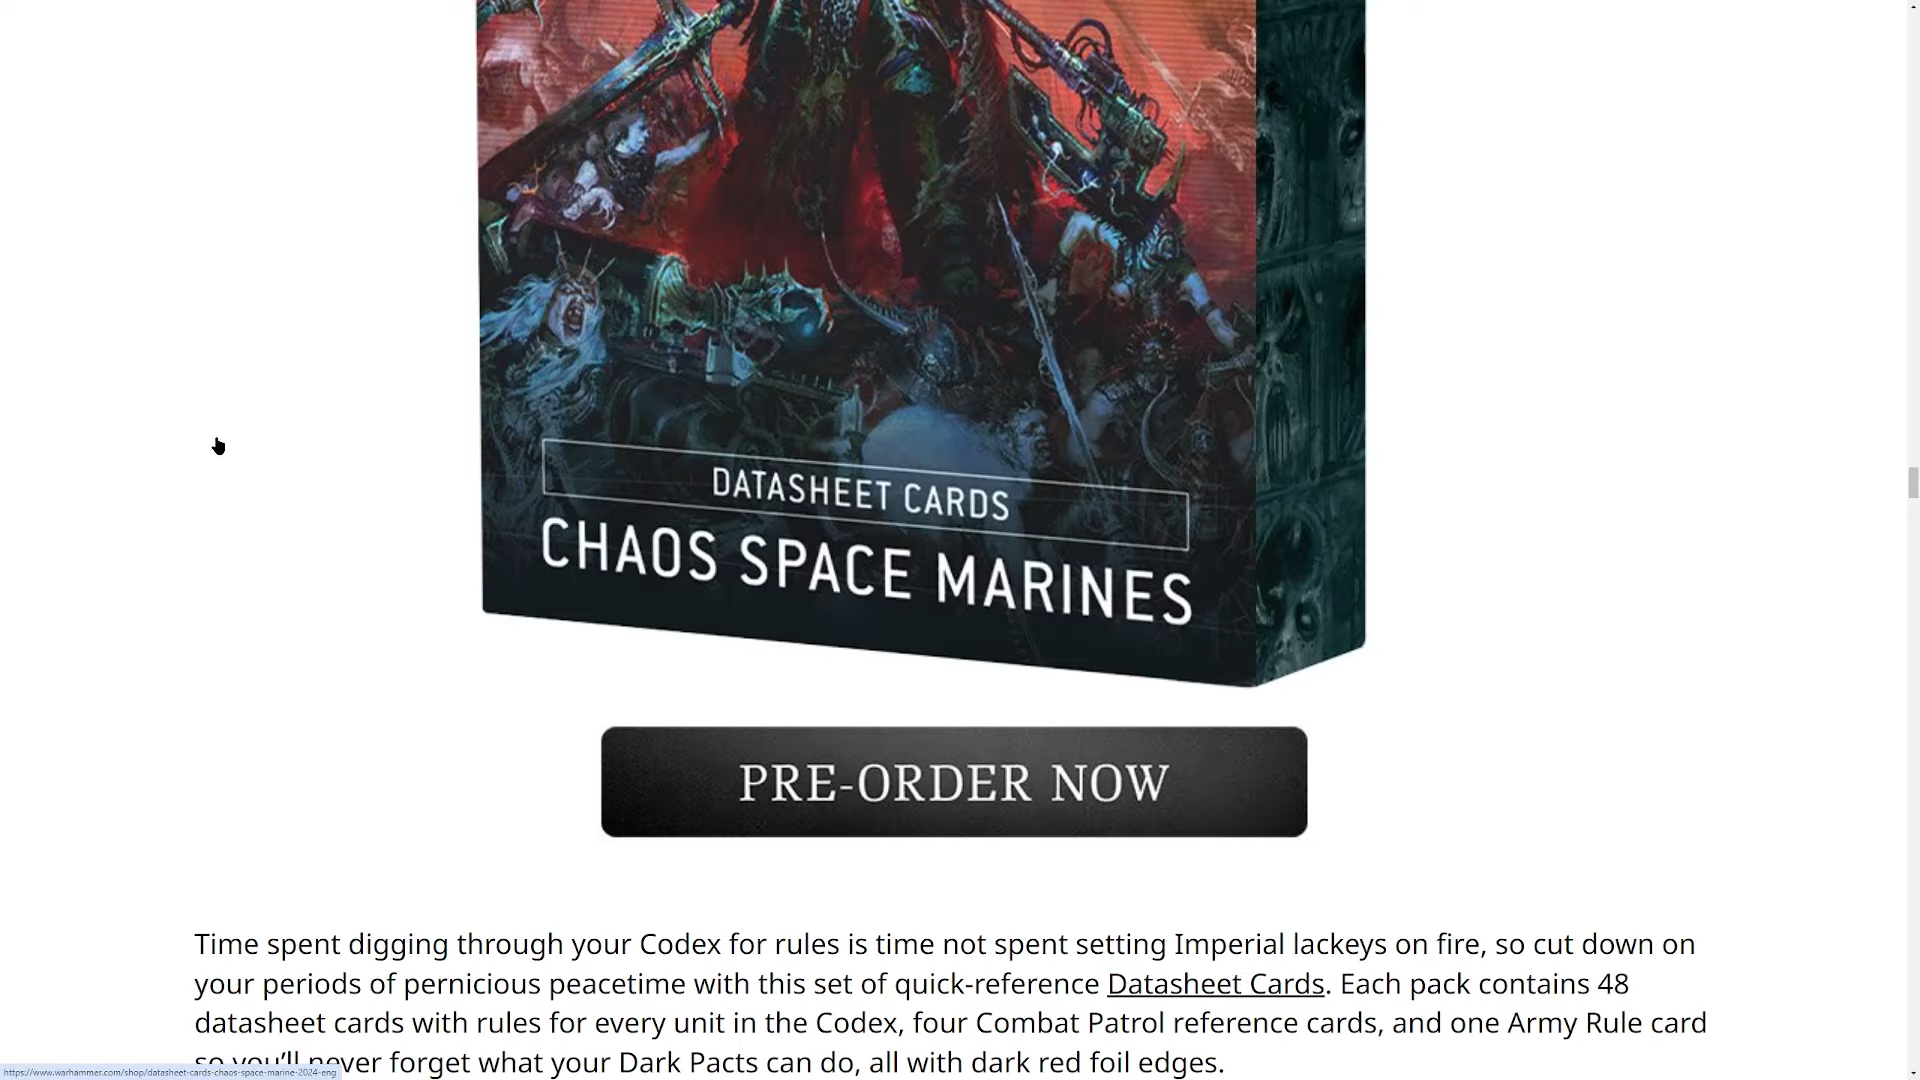 DATASHEET CARDS
CHAOS SPACE MARINES
PRE-ORDER NOW
Time spent digging through your Codex for rules is time not spent setting Imperial lackeys on fire, so cut down on
your periods of pernicious peacetime with this set of quick-reference Datasheet Cards. Each pack contains 48
datasheet cards with rules for every unit in the Codex, four Combat Patrol reference cards, and one Army Rule card
so you’ll never forget what your Dark Pacts can do, all with dark red foil edges.
https://www.warhammer.com/shop/datasheet-cards-chaos-space-marine-2024-eng